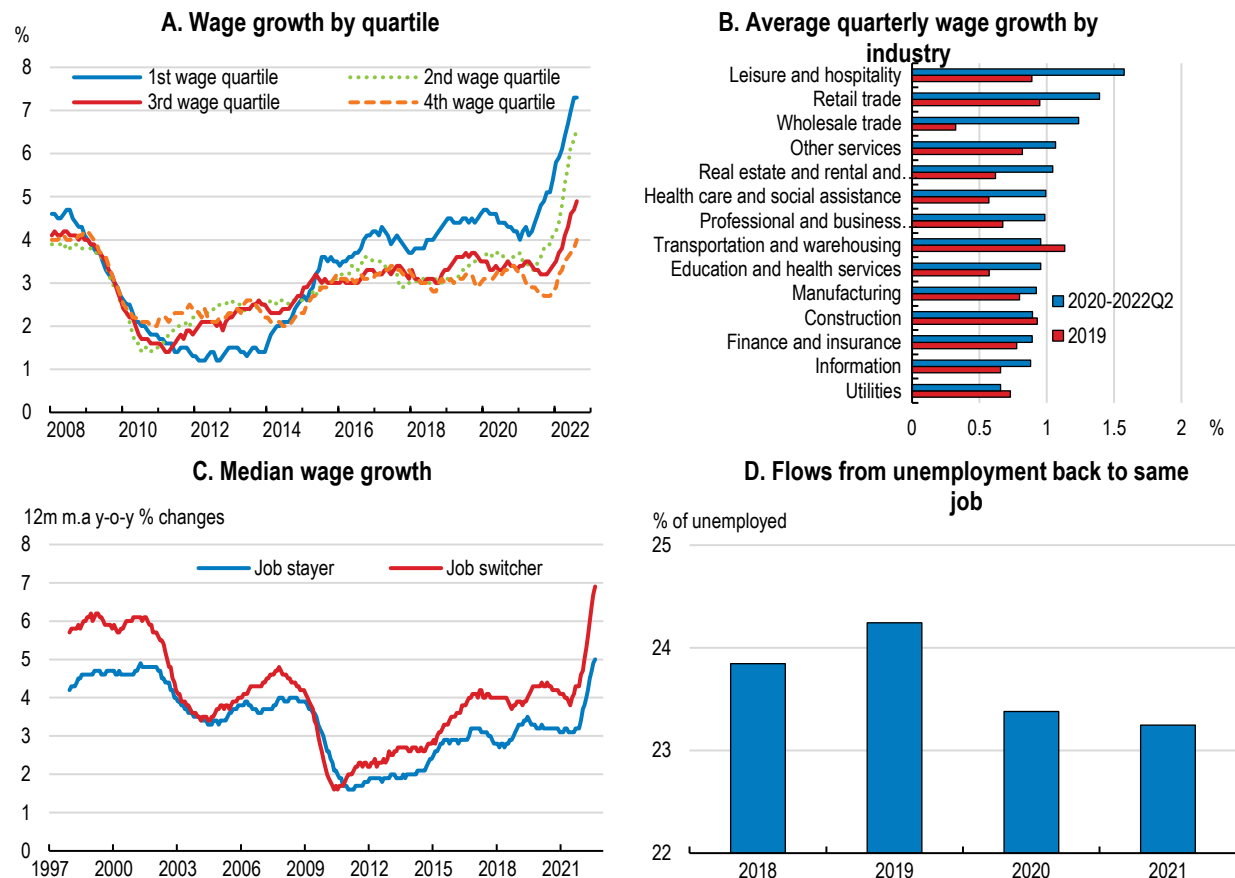 A. Wage growth by quartile
%
8
7
6
5
4
3
2
1
0
1st wage quartile
2nd wage quartile
3rd wage quartile
4th wage quartile
2008 2010 2012 2014 2016 2018 2020 2022
B. Average quarterly wage growth by
industry
Leisure and hospitality
Retail trade
Wholesale trade
Other services
Real estate and rental and…
Health care and social assistance
Professional and business…
Transportation and warehousing
Education and health services
Manufacturing
Construction
Finance and insurance
Information
Utilities
2020-2022Q2
2019
0 0.5 1 1.5 2 %
C. Median wage growth
12m m.a y-o-y % changes
8
7
6
5
4
3
2
1
0
Job stayer
Job switcher
1997 2000 2003 2006 2009 2012 2015 2018 2021
D. Flows from unemployment back to same
job
% of unemployed
25
24
23
22
2018 2019 2020 2021